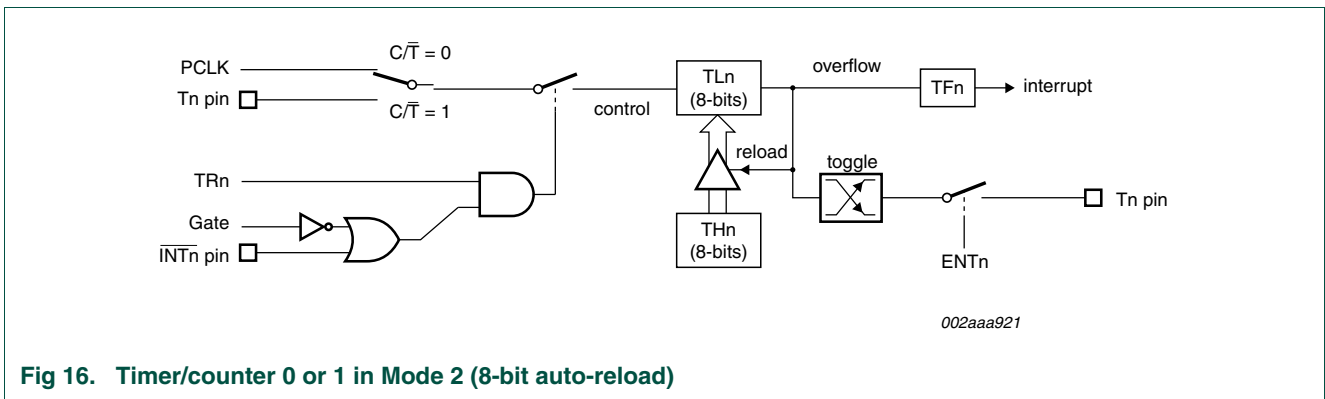 PCLK
C/T̅ = 0
Tn pin
C/T̅ = 1
control
TLn
(8-bits)
overflow
TFn
interrupt
reload
toggle
TRn
Gate
I̅N̅T̅n̅ pin
THn
(8-bits)
Tn pin
ENTn
002aaa921
Fig 16. Timer/counter 0 or 1 in Mode 2 (8-bit auto-reload)